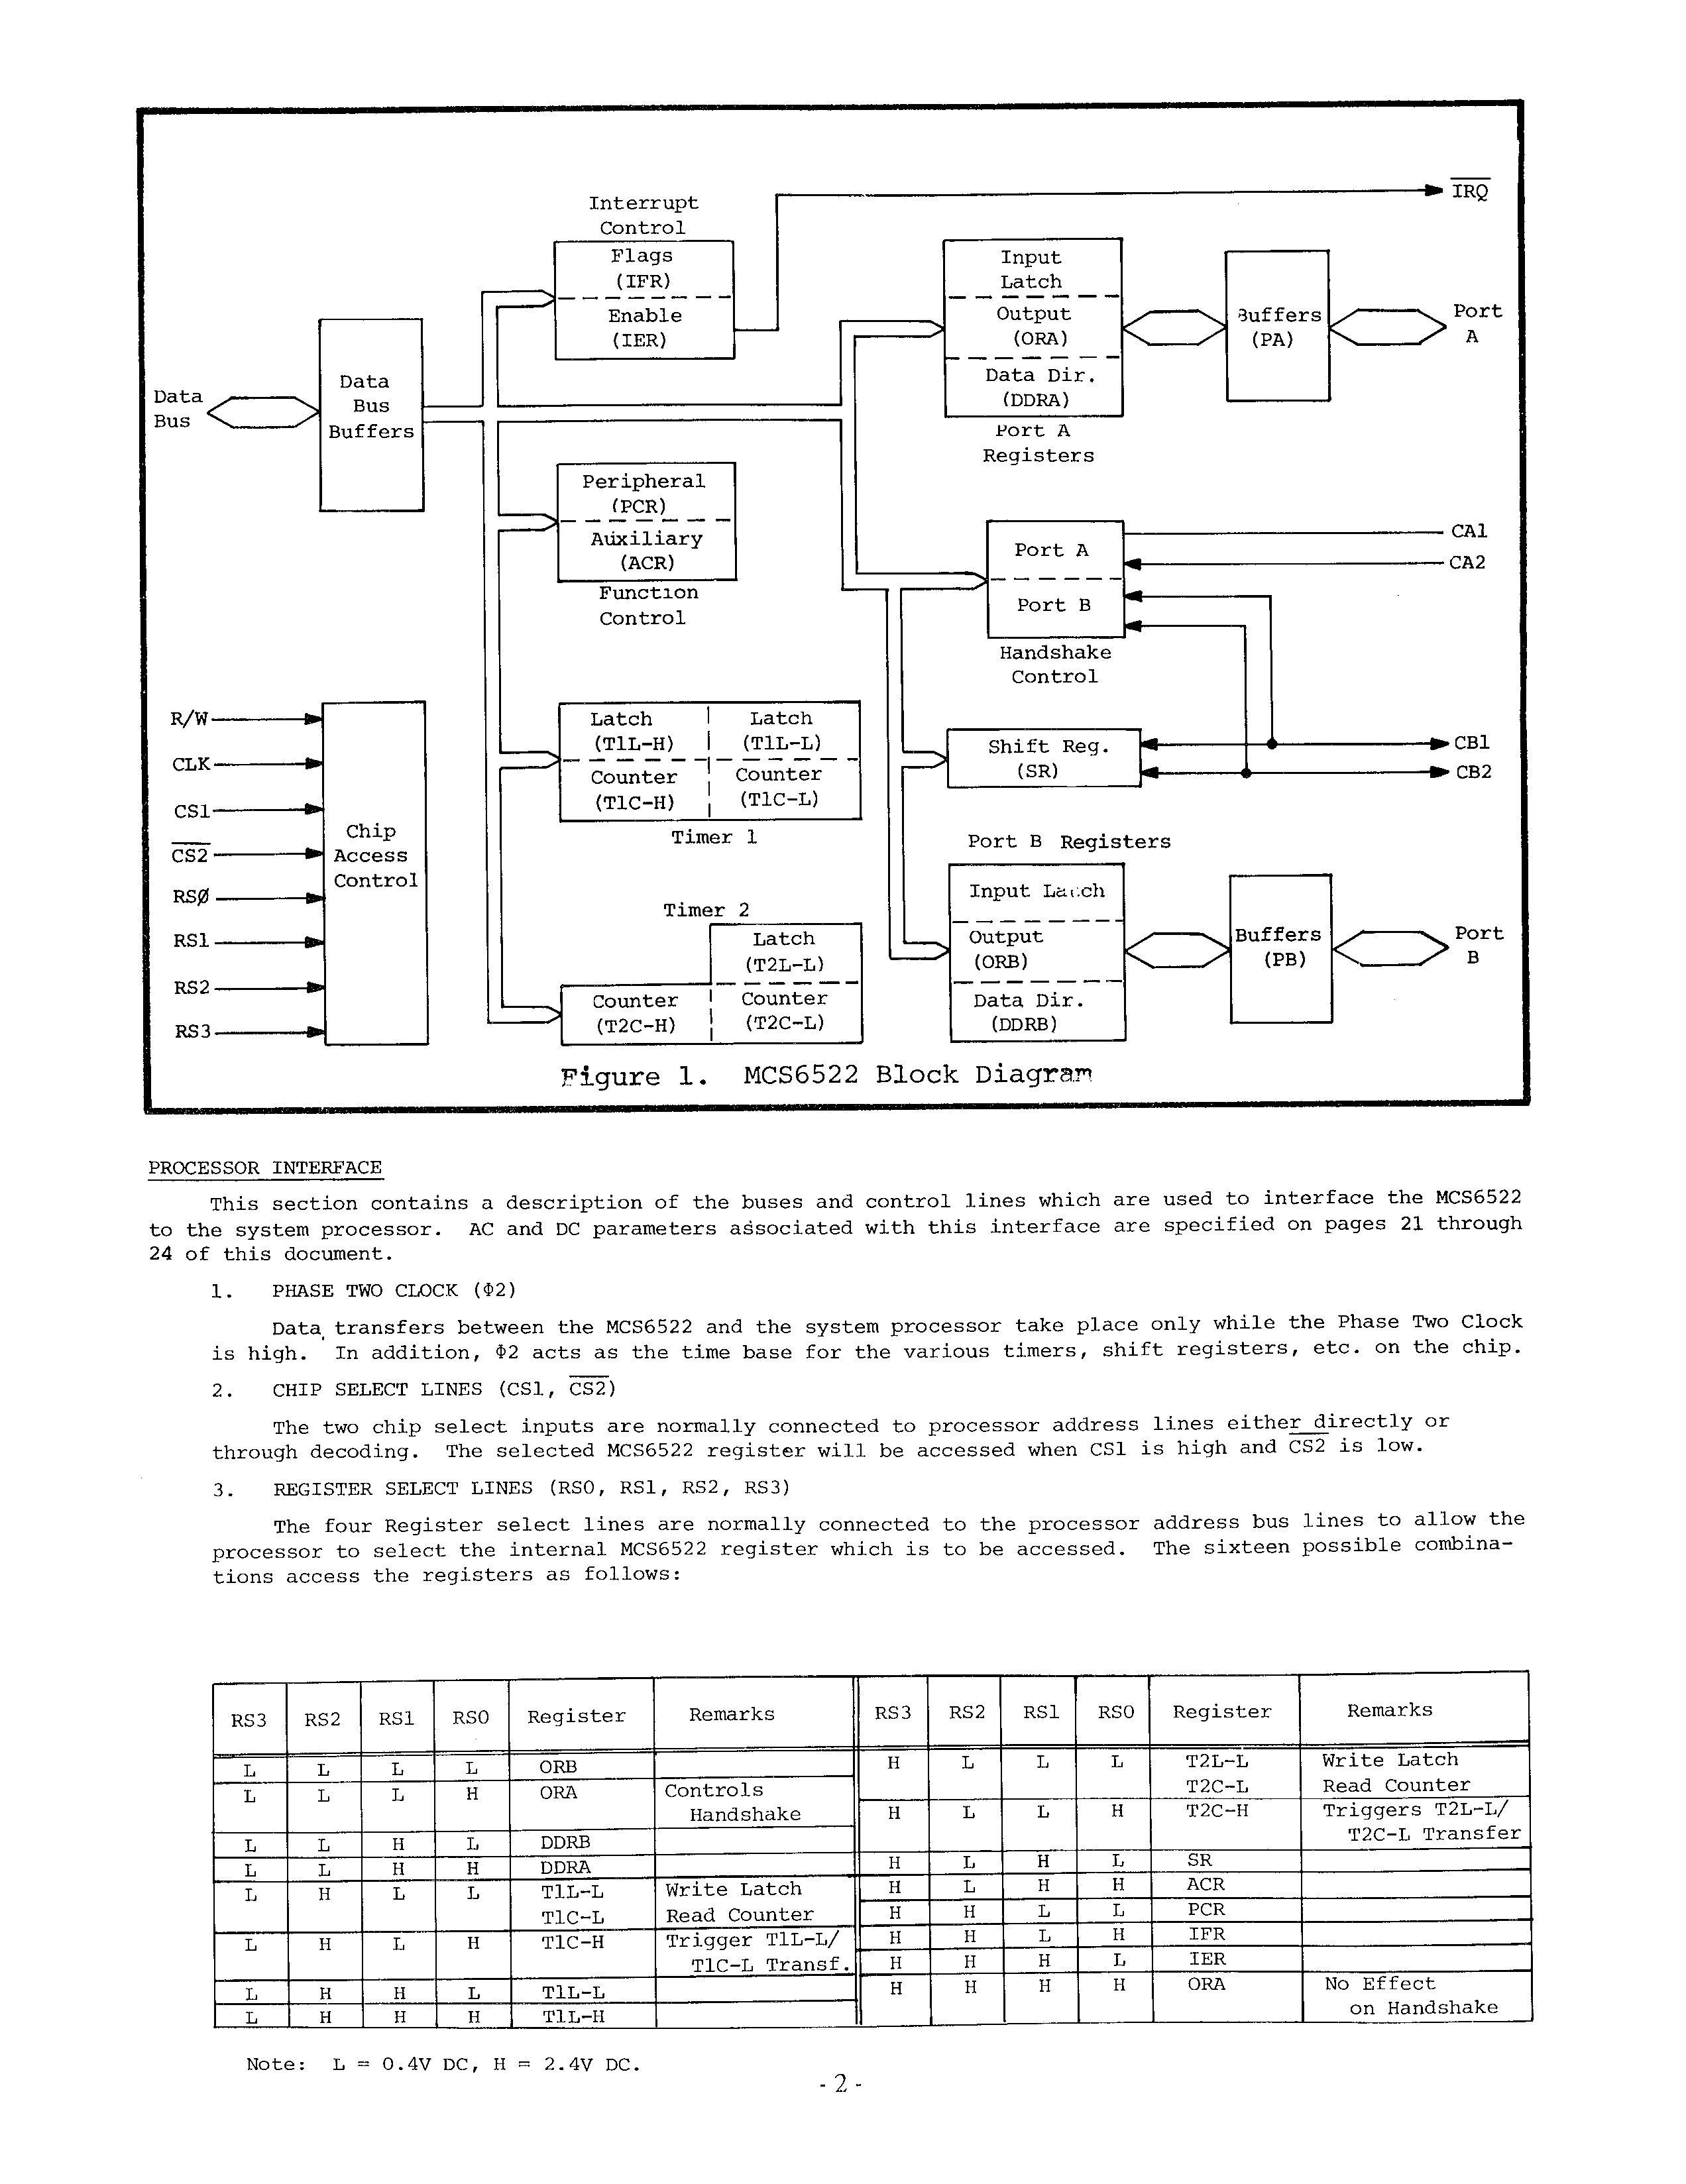 IRQ
Interrupt
Control
Flags
(IFR)
Enable
(IER)
Input
Latch
Output
(ORA)
Data Dir.
(DDRA)
Port A
Registers
Buffers
(PA)
Port
A
Data
Bus
Data
Bus
Buffers
Peripheral
(PCR)
Auxiliary
(ACR)
Function
Control
Port A
Port B
Handshake
Control
CA1
CA2
R/W
CLK
CS1
CS2
RSØ
RS1
RS2
RS3
Chip
Access
Control
Latch Latch
(T1L-H) (T1L-L)
Counter Counter
(T1C-H) (T1C-L)
Timer 1
Shift Reg.
(SR)
CB1
CB2
Timer 2
Latch
(T2L-L)
Counter Counter
(T2C-H) (T2C-L)
Port B Registers
Input Latch
Output
(ORB)
Data Dir.
(DDRB)
Buffers
(PB)
Port
B
Figure 1. MCS6522 Block Diagram
PROCESSOR INTERFACE
This section contains a description of the buses and control lines which are used to interface the MCS6522
to the system processor. AC and DC parameters associated with this interface are specified on pages 21 through
24 of this document.
1. PHASE TWO CLOCK (Φ2)
Data transfers between the MCS6522 and the system processor take place only while the Phase Two Clock
is high. In addition, Φ2 acts as the time base for the various timers, shift registers, etc. on the chip.
2. CHIP SELECT LINES (CS1, CS2)
The two chip select inputs are normally connected to processor address lines either directly or
through decoding. The selected MCS6522 register will be accessed when CS1 is high and CS2 is low.
3. REGISTER SELECT LINES (RS0, RS1, RS2, RS3)
The four Register select lines are normally connected to the processor address bus lines to allow the
processor to select the internal MCS6522 register which is to be accessed. The sixteen possible combina-
tions access the registers as follows:
RS3 RS2 RS1 RS0 Register Remarks
L L L L ORB
L L L H ORA Controls
Handshake
L L H L DDRB
L L H H DDRA
L H L L T1L-L Write Latch
T1C-L Read Counter
L H L H T1C-H Trigger T1L-L/
T1C-L Transf.
L H H L T1L-L
L H H H T1L-H
RS3 RS2 RS1 RS0 Register Remarks
H L L L T2L-L Write Latch
T2C-L Read Counter
H L L H T2C-H Triggers T2L-L/
T2C-L Transfer
H L H L SR
H L H H ACR
H H L L PCR
H H L H IFR
H H H L IER
H H H H ORA No Effect
on Handshake
Note: L = 0.4V DC, H = 2.4V DC.
- 2 -